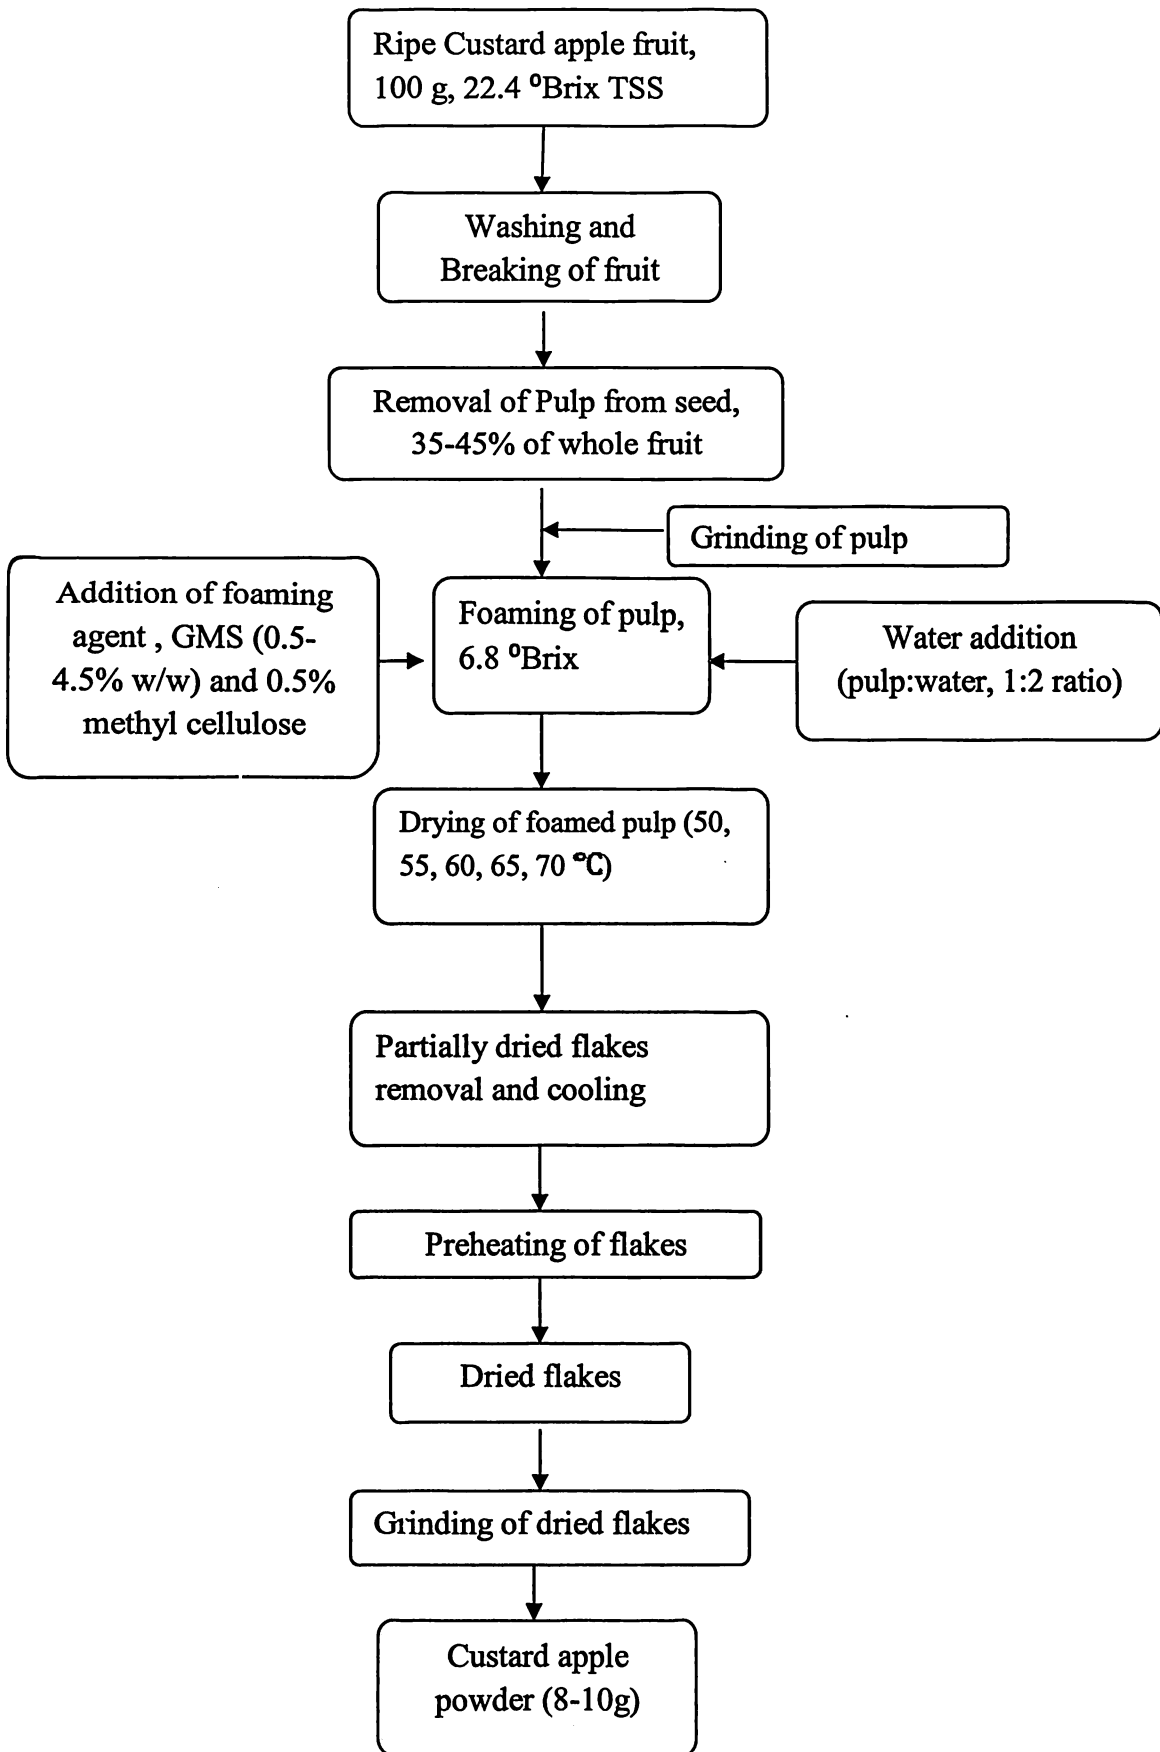 Ripe Custard apple fruit,
100 g, 22.4 ⁰Brix TSS
Washing and
Breaking of fruit
Removal of Pulp from seed,
35-45% of whole fruit
Grinding of pulp
Addition of foaming
agent , GMS (0.5-
4.5% w/w) and 0.5%
methyl cellulose
Foaming of pulp,
6.8 ⁰Brix
Water addition
(pulp:water, 1:2 ratio)
Drying of foamed pulp (50,
55, 60, 65, 70 ⁰C)
Partially dried flakes
removal and cooling
Preheating of flakes
Dried flakes
Grinding of dried flakes
Custard apple
powder (8-10g)